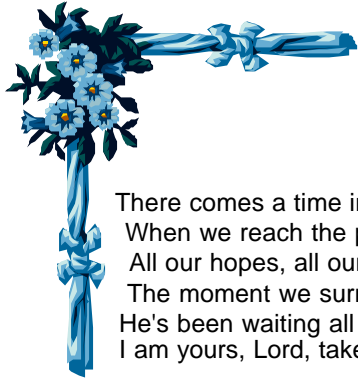 There comes a time i
When we reach the p
All our hopes, all our
The moment we surr
He's been waiting all
I am yours, Lord, take